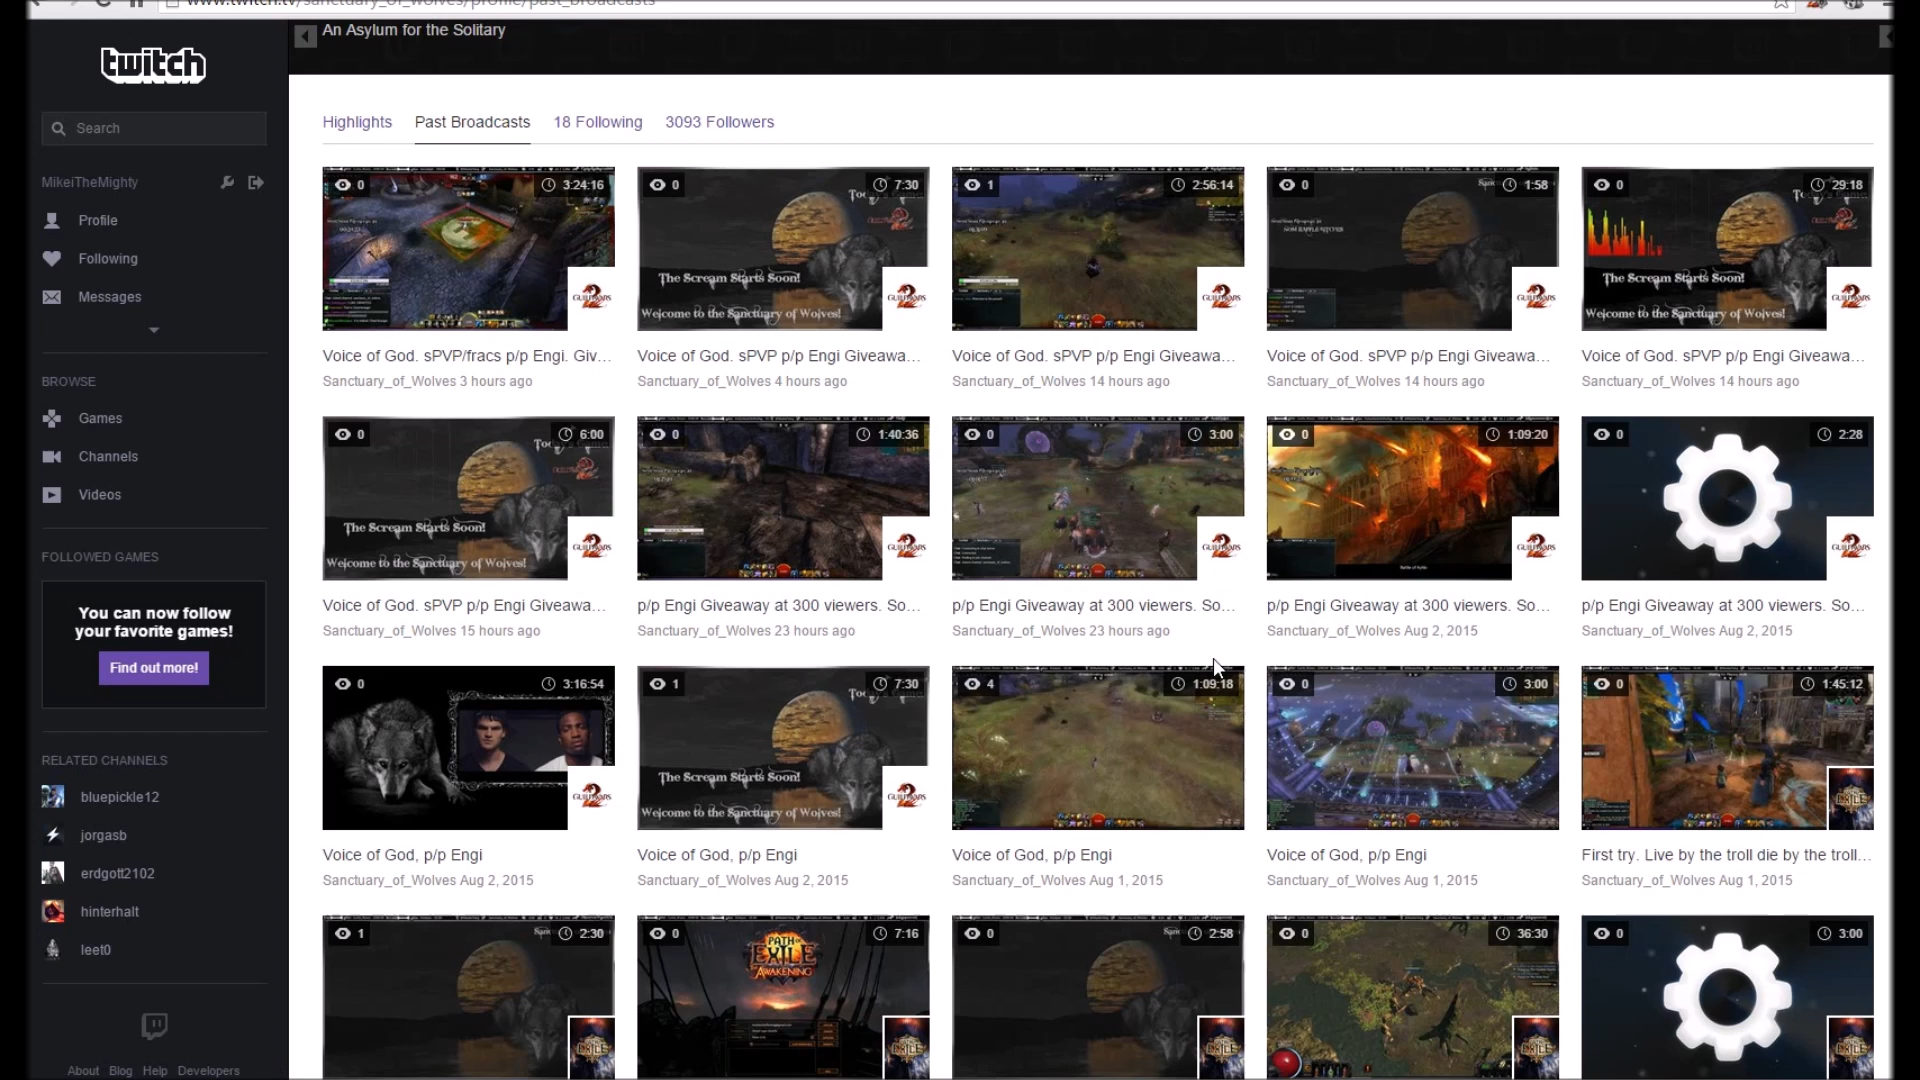 www.twitch.tv/sanctuary_of_wolves/profile/past_broadcasts
An Asylum for the Solitary
twitch
Search
MikeiTheMighty
Profile
Following
Messages
BROWSE
Games
Channels
Videos
FOLLOWED GAMES
You can now follow
your favorite games!
Find out more!
RELATED CHANNELS
bluepickle12
jorgasb
erdgott2102
hinterhalt
leet0
About Blog Help Developers
Highlights Past Broadcasts 18 Following 3093 Followers
0 3:24:16
0 7:30
The Scream Starts Soon!
Welcome to the Sanctuary of Wolves!
1 2:56:14
0 1:58
0 29:18
The Scream Starts Soon!
Welcome to the Sanctuary of Wolves!
Voice of God. sPVP/fracs p/p Engi. Giv...
Sanctuary_of_Wolves 3 hours ago
Voice of God. sPVP p/p Engi Giveawa...
Sanctuary_of_Wolves 4 hours ago
Voice of God. sPVP p/p Engi Giveawa...
Sanctuary_of_Wolves 14 hours ago
Voice of God. sPVP p/p Engi Giveawa...
Sanctuary_of_Wolves 14 hours ago
Voice of God. sPVP p/p Engi Giveawa...
Sanctuary_of_Wolves 14 hours ago
0 6:00
The Scream Starts Soon!
Welcome to the Sanctuary of Wolves!
0 1:40:36
0 3:00
0 1:09:20
0 2:28
Voice of God. sPVP p/p Engi Giveawa...
Sanctuary_of_Wolves 15 hours ago
p/p Engi Giveaway at 300 viewers. So...
Sanctuary_of_Wolves 23 hours ago
p/p Engi Giveaway at 300 viewers. So...
Sanctuary_of_Wolves 23 hours ago
p/p Engi Giveaway at 300 viewers. So...
Sanctuary_of_Wolves Aug 2, 2015
p/p Engi Giveaway at 300 viewers. So...
Sanctuary_of_Wolves Aug 2, 2015
0 3:16:54
1 7:30
The Scream Starts Soon!
Welcome to the Sanctuary of Wolves!
4 1:09:18
0 3:00
0 1:45:12
Voice of God, p/p Engi
Sanctuary_of_Wolves Aug 2, 2015
Voice of God, p/p Engi
Sanctuary_of_Wolves Aug 2, 2015
Voice of God, p/p Engi
Sanctuary_of_Wolves Aug 1, 2015
Voice of God, p/p Engi
Sanctuary_of_Wolves Aug 1, 2015
First try. Live by the troll die by the troll...
Sanctuary_of_Wolves Aug 1, 2015
1 2:30
0 7:16
PATH OF
EXILE
AWAKENING
0 2:58
0 36:30
0 3:00